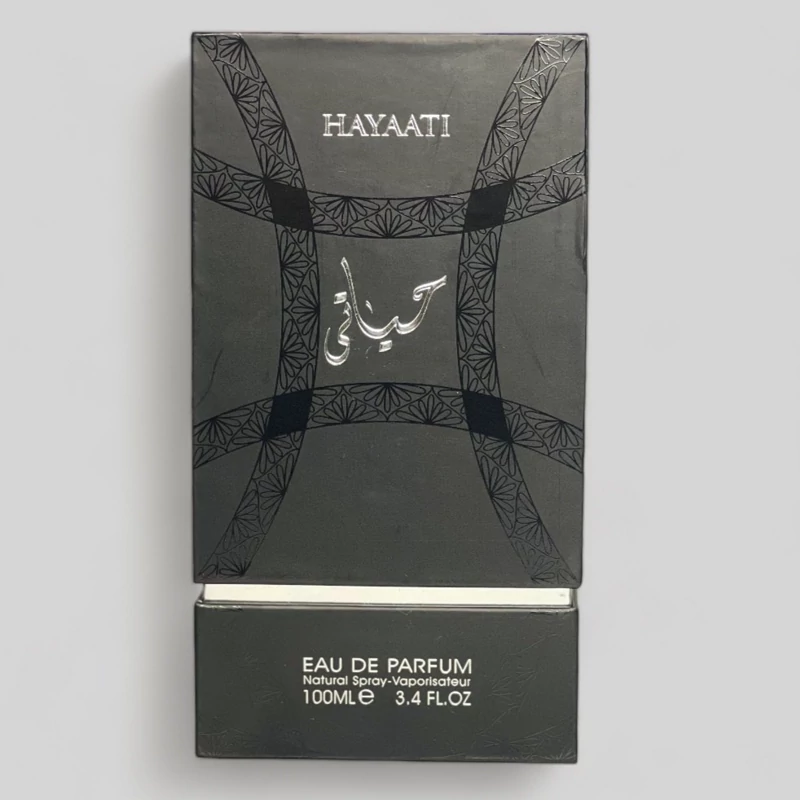 HAYAATI
حياتي
EAU DE PARFUM
Natural Spray-Vaporisateur
100ML℮ 3.4 FL.OZ